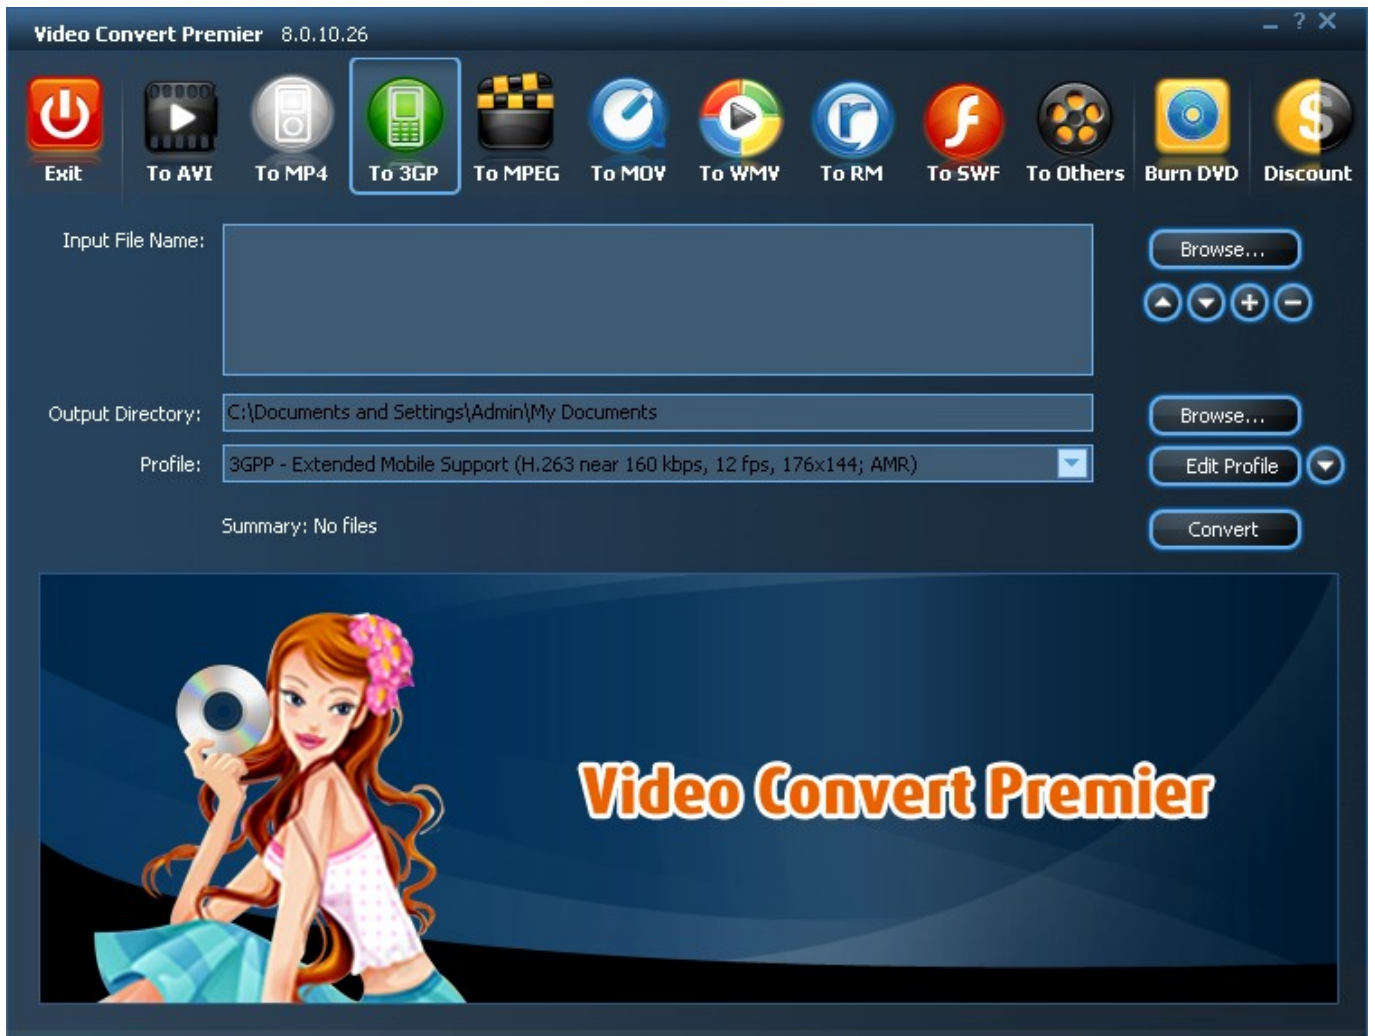 Video Convert Premier 8.0.10.26
Exit
To AVI
To MP4
To 3GP
To MPEG
To MOV
To WMV
To RM
To SWF
To Others
Burn DVD
Discount
Input File Name:
Browse...
Output Directory:
C:\Documents and Settings\Admin\My Documents
Browse...
Profile:
3GPP - Extended Mobile Support (H.263 near 160 kbps, 12 fps, 176x144; AMR)
Edit Profile
Summary: No files
Convert
Video Convert Premier